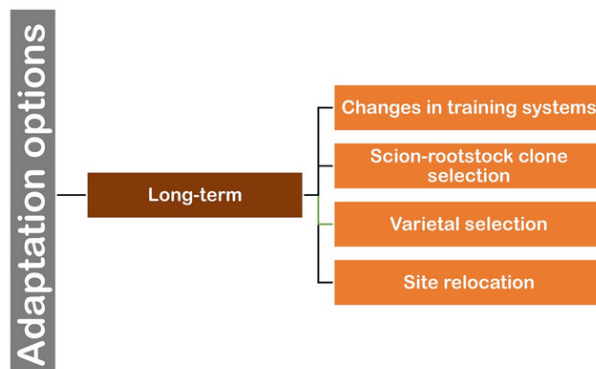 Adaptation options
Long-term
Changes in training systems
Scion-rootstock clone
selection
Varietal selection
Site relocation